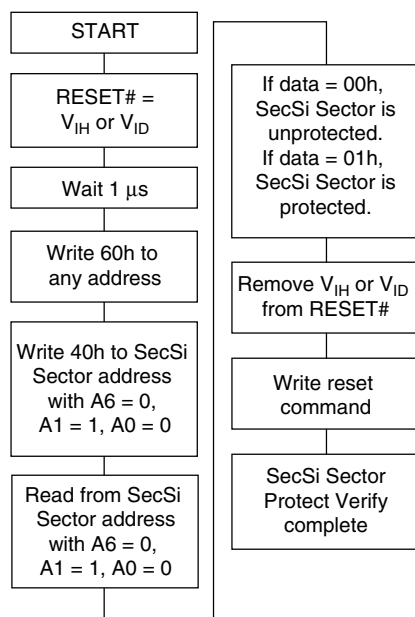 START
RESET# =
V_IH or V_ID
Wait 1 μs
Write 60h to
any address
Write 40h to SecSi
Sector address
with A6 = 0,
A1 = 1, A0 = 0
Read from SecSi
Sector address
with A6 = 0,
A1 = 1, A0 = 0
If data = 00h,
SecSi Sector is
unprotected.
If data = 01h,
SecSi Sector is
protected.
Remove V_IH or V_ID
from RESET#
Write reset
command
SecSi Sector
Protect Verify
complete